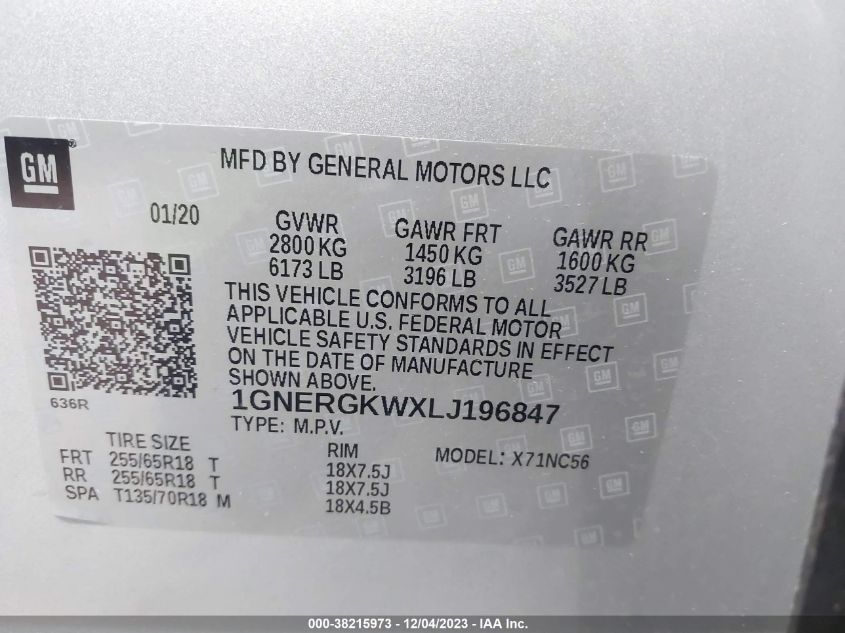 GM
MFD BY GENERAL MOTORS LLC
01/20
GVWR
2800 KG
6173 LB
GAWR FRT
1450 KG
3196 LB
GAWR RR
1600 KG
3527 LB
THIS VEHICLE CONFORMS TO ALL
APPLICABLE U.S. FEDERAL MOTOR
VEHICLE SAFETY STANDARDS IN EFFECT
ON THE DATE OF MANUFACTURE
SHOWN ABOVE.
636R
1GNERGKWXLJ196847
TYPE: M.P.V.
MODEL: X71NC56
TIRE SIZE
FRT 255/65R18 T
RR 255/65R18 T
SPA T135/70R18 M
RIM
18X7.5J
18X7.5J
18X4.5B
000-38215973 - 12/04/2023 - IAAI.com